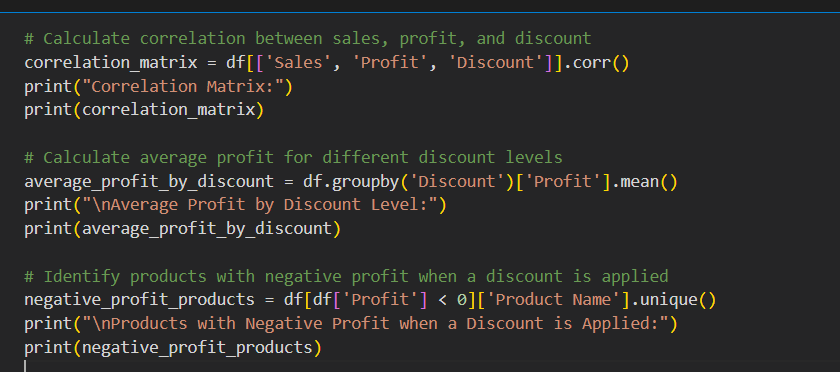 # Calculate correlation between sales, profit, and discount
correlation_matrix = df[['Sales', 'Profit', 'Discount']].corr()
print("Correlation Matrix:")
print(correlation_matrix)

# Calculate average profit for different discount levels
average_profit_by_discount = df.groupby('Discount')['Profit'].mean()
print("\nAverage Profit by Discount Level:")
print(average_profit_by_discount)

# Identify products with negative profit when a discount is applied
negative_profit_products = df[df['Profit'] < 0]['Product Name'].unique()
print("\nProducts with Negative Profit when a Discount is Applied:")
print(negative_profit_products)